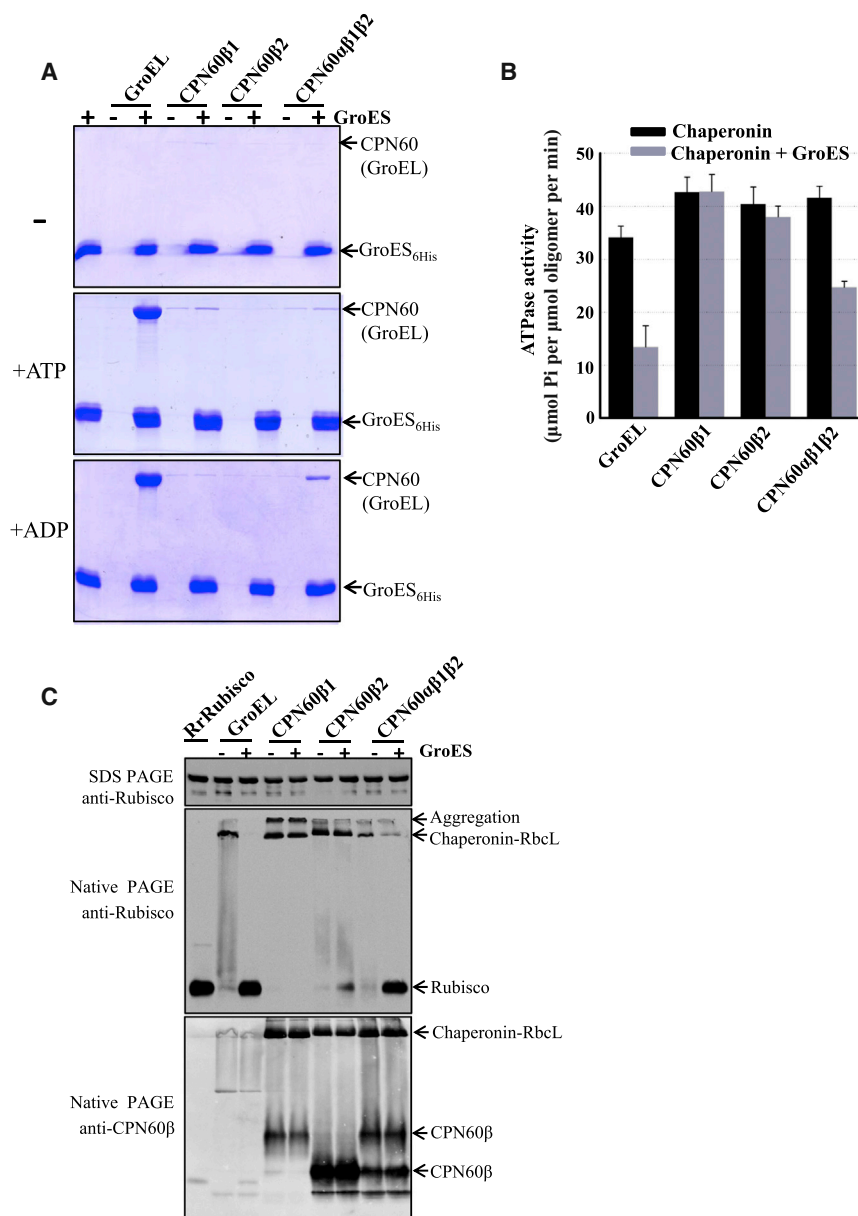 A
GroEL
CPN60β1
CPN60β2
CPN60αβ1β2
+ - + - + - + - + GroES
CPN60
(GroEL)
–
GroES6His
+ATP
CPN60
(GroEL)
GroES6His
+ADP
CPN60
(GroEL)
GroES6His
B
Chaperonin
Chaperonin + GroES
ATPase activity
(μmol Pi per μmol oligomer per min)
50
40
30
20
10
0
GroEL
CPN60β1
CPN60β2
CPN60αβ1β2
C
RrRubisco
GroEL
CPN60β1
CPN60β2
CPN60αβ1β2
- + - + - + - + GroES
SDS PAGE
anti-Rubisco
Aggregation
Chaperonin-RbcL
Native PAGE
anti-Rubisco
Rubisco
Chaperonin-RbcL
Native PAGE
anti-CPN60β
CPN60β
CPN60β